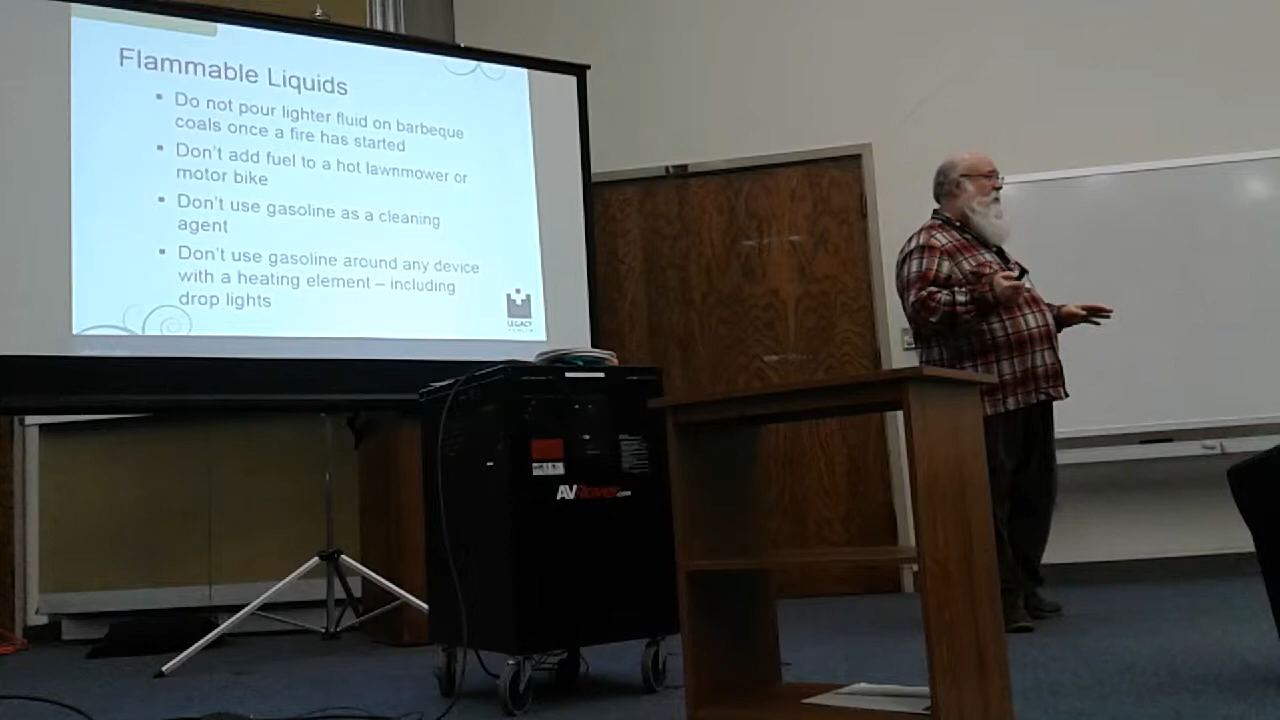 Flammable Liquids
• Do not pour lighter fluid on barbeque
coals once a fire has started
• Don't add fuel to a hot lawnmower or
motor bike
• Don't use gasoline as a cleaning
agent
• Don't use gasoline around any device
with a heating element – including
drop lights
LEGACY
HEALTH
AVRover.com